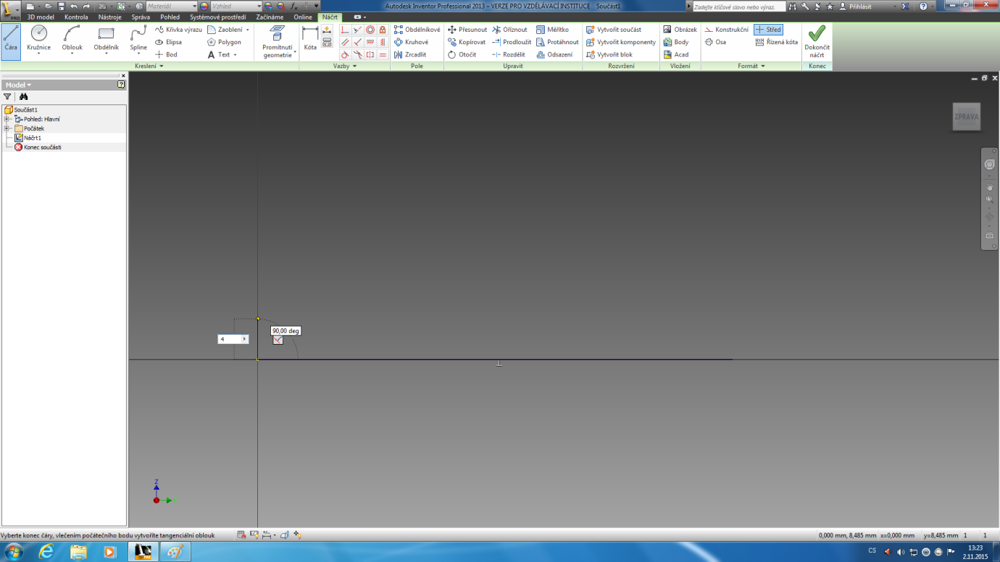 PRO
Materiál
Vzhled
Autodesk Inventor Professional 2013 – VERZE PRO VZDĚLÁVACÍ INSTITUCE Součást1
Zadejte klíčové slovo nebo výraz.
Přihlásit
3D model Kontrola Nástroje Správa Pohled Systémové prostředí Začínáme Online Náčrt
Čára Kružnice Oblouk Obdélník Spline
Křivka výrazu Zaoblení
Elipsa Polygon
Bod Text
Promítnutí geometrie
Kóta
Obdélníkové
Kruhové
Zrcadlit
Přesunout Oříznout Měřítko
Kopírovat Prodloužit Protáhnout
Otočit Rozdělit Odsazení
Vytvořit součást
Vytvořit komponenty
Vytvořit blok
Obrázek
Body
Acad
Konstrukční Střed
Osa Řízená kóta
Dokončit náčrt
Kreslení Vazby Pole Upravit Rozvržení Vložení Formát Konec
Model
Součást1
Pohled: Hlavní
Počátek
Náčrt1
Konec součásti
ZPRAVA
90,00 deg
4
Z
Vyberte konec čáry, vlečením počátečního bodu vytvoříte tangenciální oblouk
0,000 mm, 8,485 mm x=0,000 mm y=8,485 mm 1 1
CS
13:23
2.11.2015